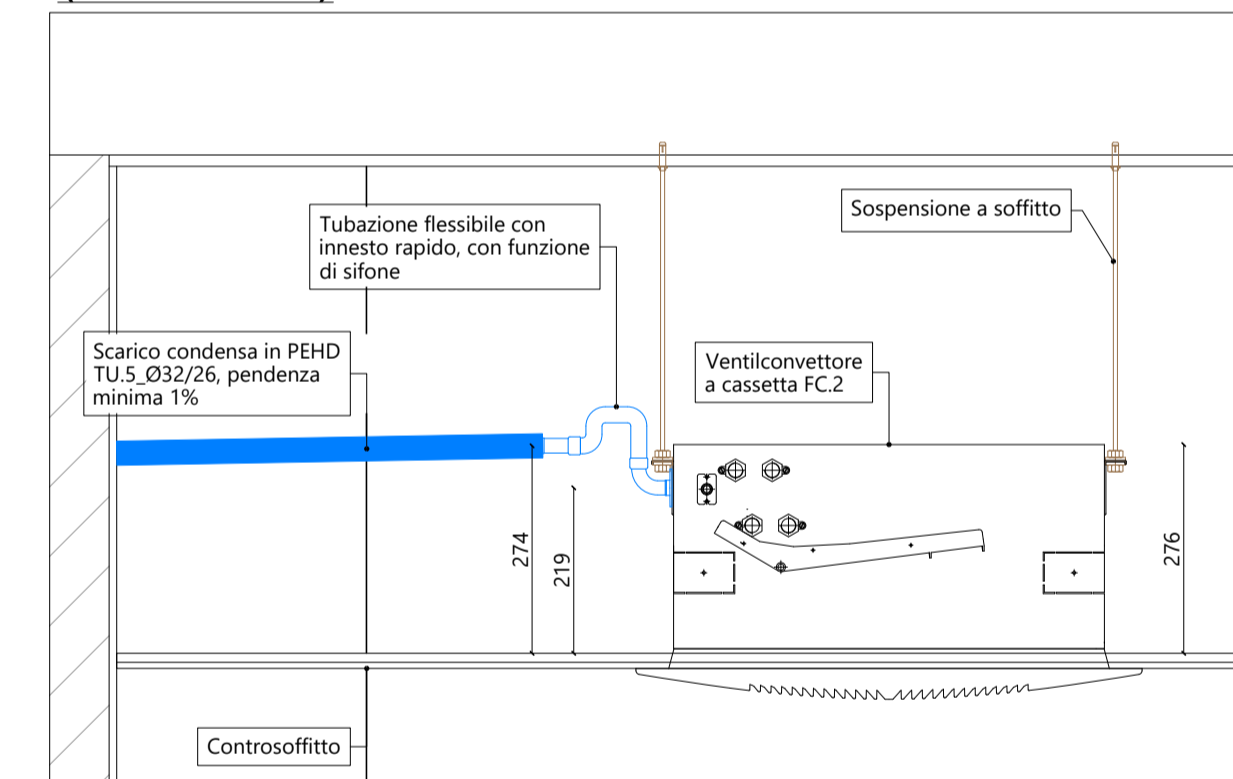 Tubazione flessibile con
innesto rapido, con funzione
di sifone
Sospensione a soffitto
Scarico condensa in PEHD
TU.5_Ø32/26, pendenza
minima 1%
Ventilconvettore
a cassetta FC.2
274
219
276
Controsoffitto